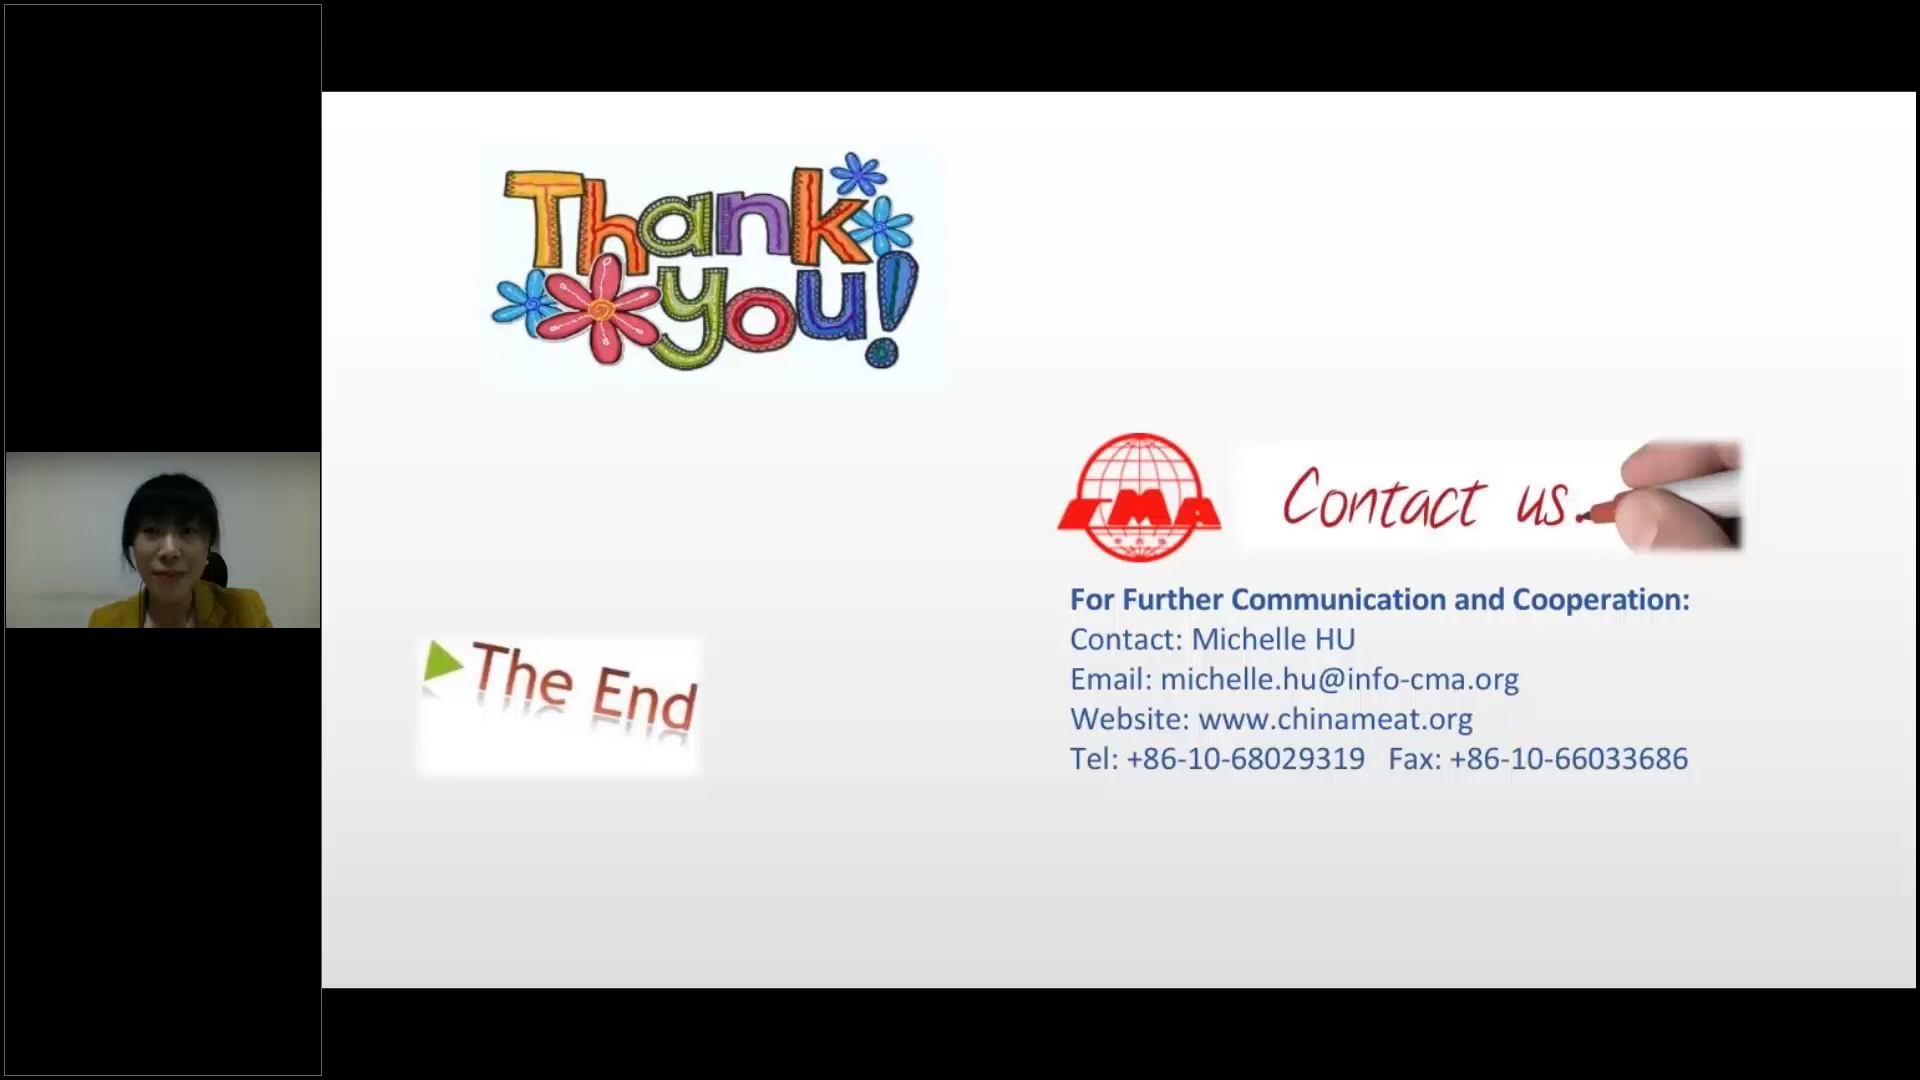 Thank
you!
CMA
Contact us.
For Further Communication and Cooperation:
Contact: Michelle HU
Email: michelle.hu@info-cma.org
Website: www.chinameat.org
Tel: +86-10-68029319 Fax: +86-10-66033686
The End